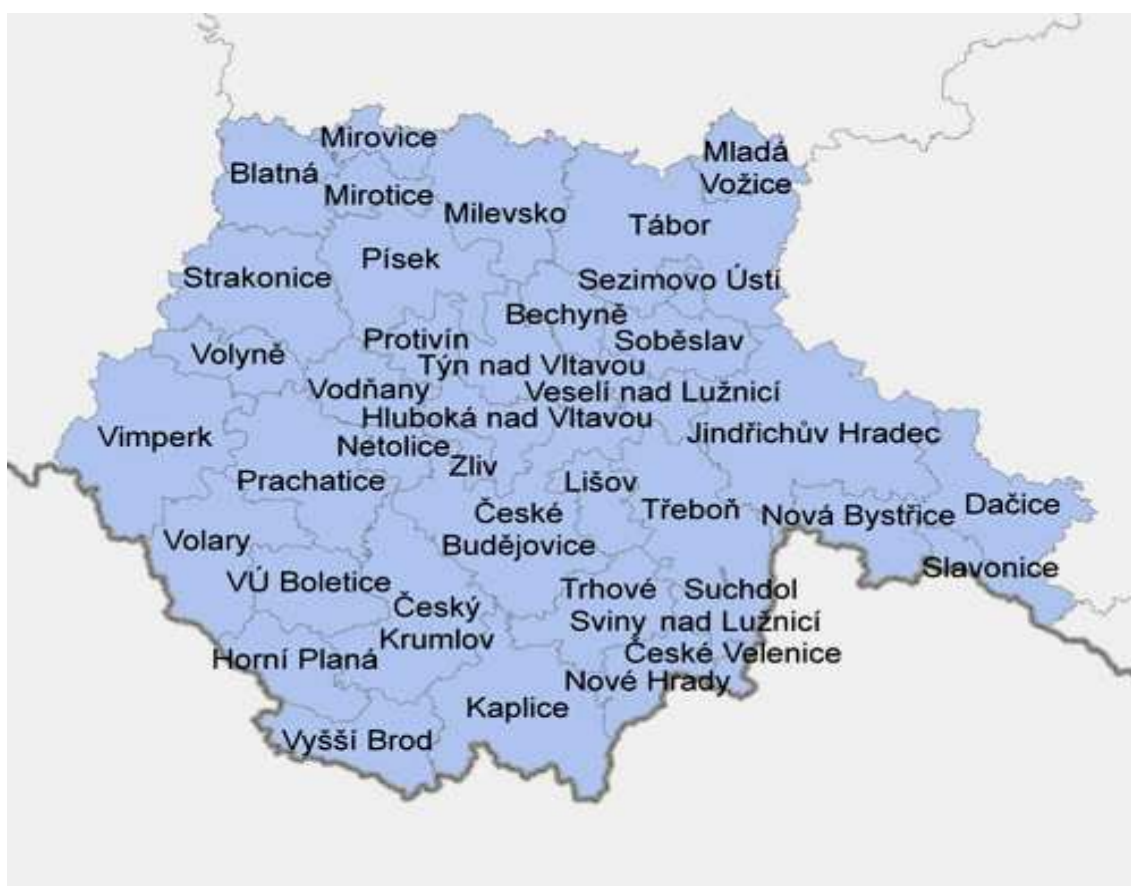 Mirovice
Mladá
Vožice
Blatná
Mirotice
Milevsko
Tábor
Písek
Strakonice
Sezimovo Ústí
Bechyně
Protivín
Soběslav
Volyně
Týn nad Vltavou
Vodňany
Veselí nad Lužnicí
Hluboká nad Vltavou
Vimperk
Jindřichův Hradec
Netolice
Zliv
Prachatice
Lišov
Dačice
České
Budějovice
Třeboň
Nová Bystřice
Volary
Slavonice
VÚ Boletice
Trhové
Sviny
Suchdol
nad Lužnicí
Český
Krumlov
České Velenice
Horní Planá
Nové Hrady
Kaplice
Vyšší Brod